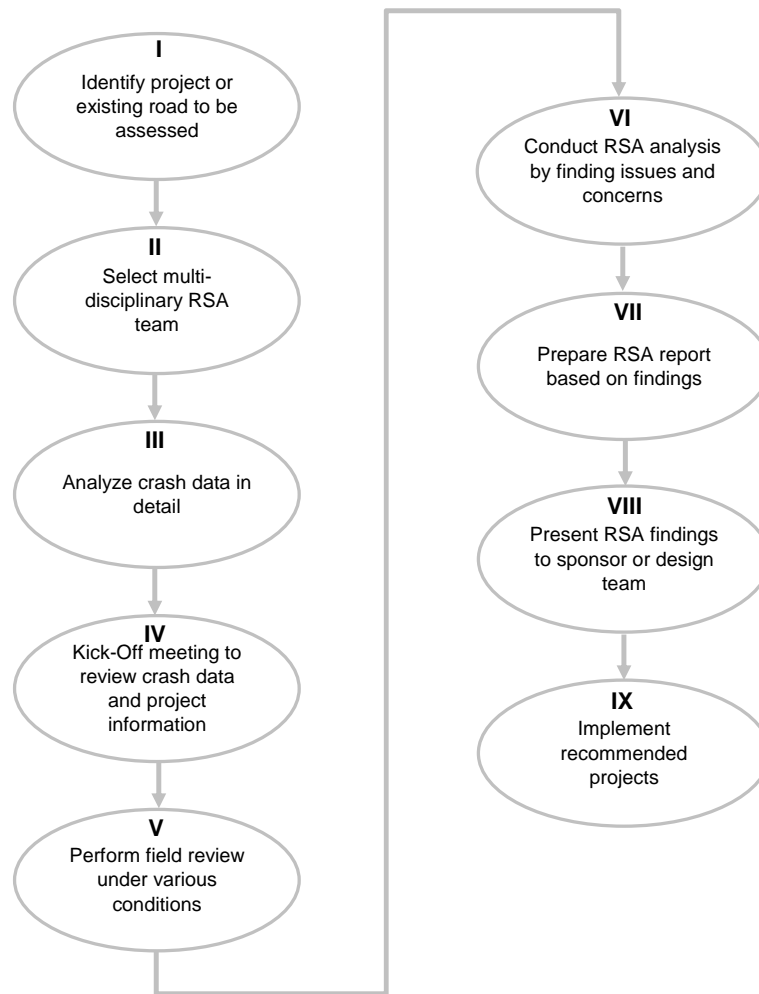 I
Identify project or
existing road to be
assessed
II
Select multi-
disciplinary RSA
team
III
Analyze crash data in
detail
IV
Kick-Off meeting to
review crash data
and project
information
V
Perform field review
under various
conditions
VI
Conduct RSA analysis
by finding issues and
concerns
VII
Prepare RSA report
based on findings
VIII
Present RSA findings
to sponsor or design
team
IX
Implement
recommended
projects